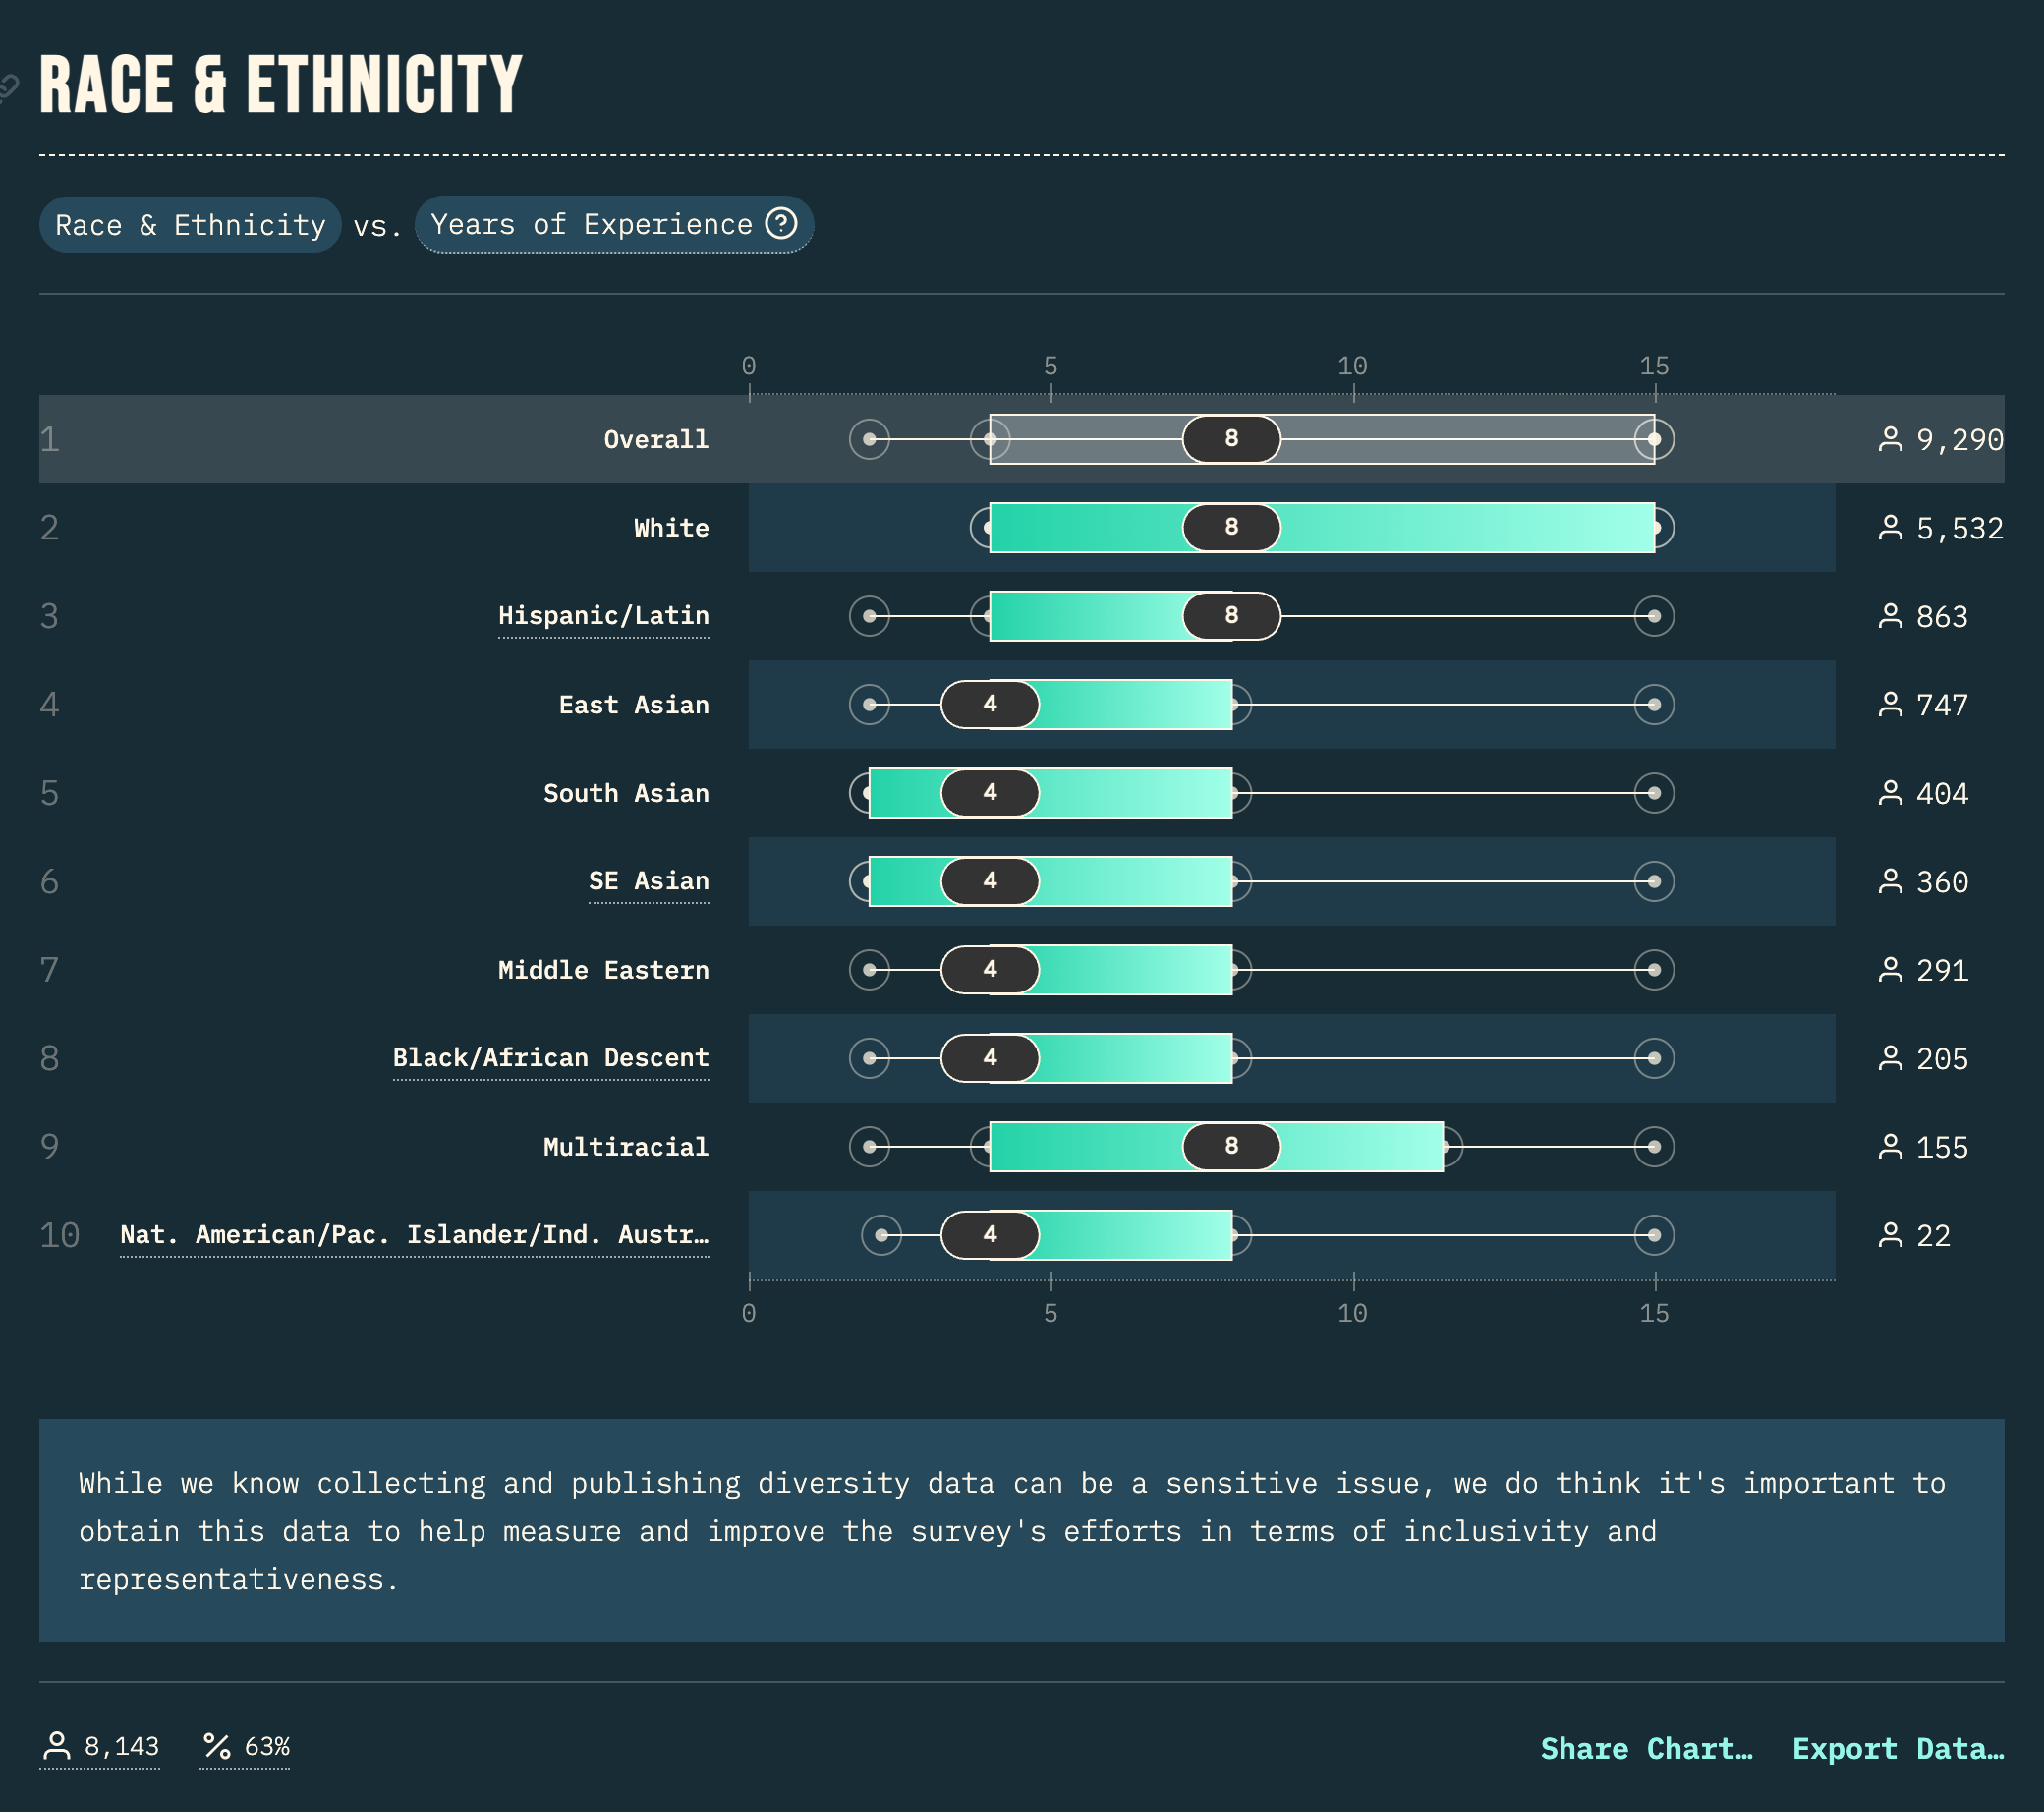 RACE & ETHNICITY
Race & Ethnicity vs. Years of Experience ?
0 5 10 15
1 Overall 8 9,290
2 White 8 5,532
3 Hispanic/Latin 8 863
4 East Asian 4 747
5 South Asian 4 404
6 SE Asian 4 360
7 Middle Eastern 4 291
8 Black/African Descent 4 205
9 Multiracial 8 155
10 Nat. American/Pac. Islander/Ind. Austr… 4 22
0 5 10 15
While we know collecting and publishing diversity data can be a sensitive issue, we do think it's important to
obtain this data to help measure and improve the survey's efforts in terms of inclusivity and
representativeness.
8,143 % 63% Share Chart… Export Data…